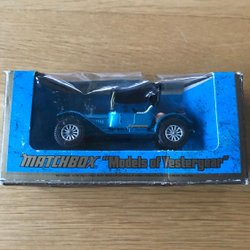 MATCHBOX "Models of Yesteryear"